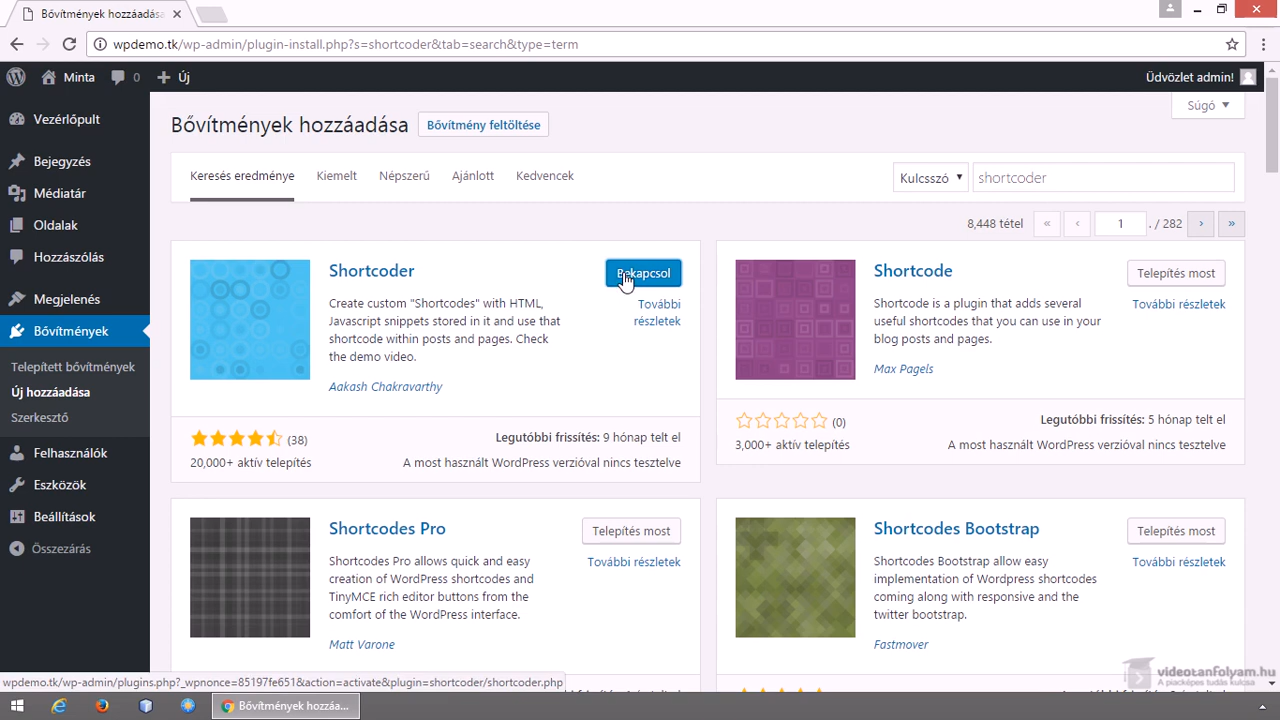 Bővítmények hozzáadása
wpdemo.tk/wp-admin/plugin-install.php?s=shortcoder&tab=search&type=term
Minta
0
Új
Üdvözlet admin!
Vezérlőpult
Bejegyzés
Médiatár
Oldalak
Hozzászólás
Megjelenés
Bővítmények
Telepített bővítmények
Új hozzáadása
Szerkesztő
Felhasználók
Eszközök
Beállítások
Összezárás
Súgó
Bővítmények hozzáadása
Bővítmény feltöltése
Keresés eredménye Kiemelt Népszerű Ajánlott Kedvencek
Kulcsszó
shortcoder
8,448 tétel « ‹ 1 . / 282 › »
Shortcoder
Bekapcsol
Create custom "Shortcodes" with HTML,
Javascript snippets stored in it and use that
shortcode within posts and pages. Check
the demo video.
További
részletek
Aakash Chakravarthy
(38)
Legutóbbi frissítés: 9 hónap telt el
20,000+ aktív telepítés
A most használt WordPress verzióval nincs tesztelve
Shortcode
Telepítés most
Shortcode is a plugin that adds several
useful shortcodes that you can use in your
blog posts and pages.
További részletek
Max Pagels
(0)
Legutóbbi frissítés: 5 hónap telt el
3,000+ aktív telepítés
A most használt WordPress verzióval nincs tesztelve
Shortcodes Pro
Telepítés most
Shortcodes Pro allows quick and easy
creation of WordPress shortcodes and
TinyMCE rich editor buttons from the
comfort of the WordPress interface.
További részletek
Matt Varone
Shortcodes Bootstrap
Telepítés most
Shortcodes Bootstrap allow easy
implementation of Wordpress shortcodes
coming along with responsive and the
twitter bootstrap.
További részletek
Fastmover
videotanfolyam.hu
A piacképes tudás kulcsa
wpdemo.tk/wp-admin/plugins.php?_wpnonce=85197fe651&action=activate&plugin=shortcoder/shortcoder.php
Bővítmények hozzáa...